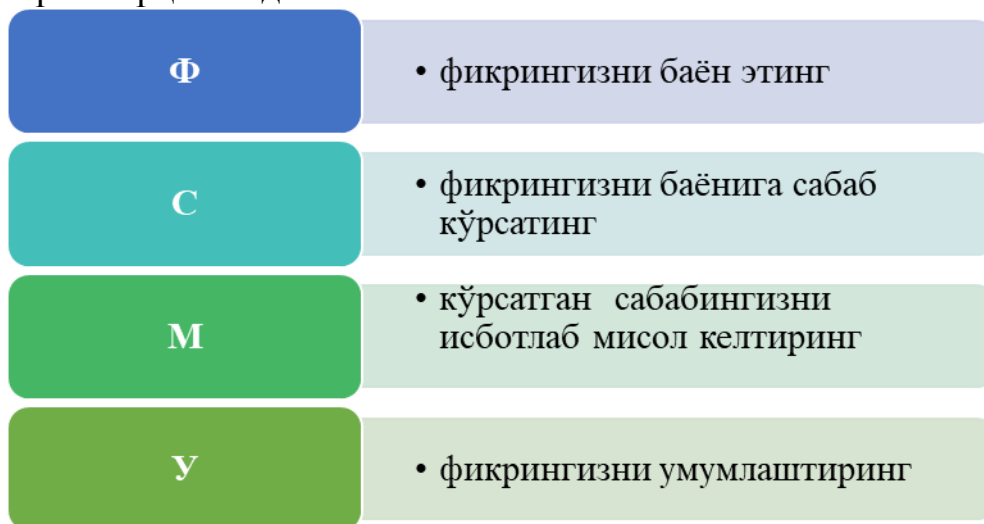 Ф
• фикрингизни баён этинг
С
• фикрингизни баёнига сабаб
кўрсатинг
М
• кўрсатган сабабингизни
исботлаб мисол келтиринг
У
• фикрингизни умумлаштиринг